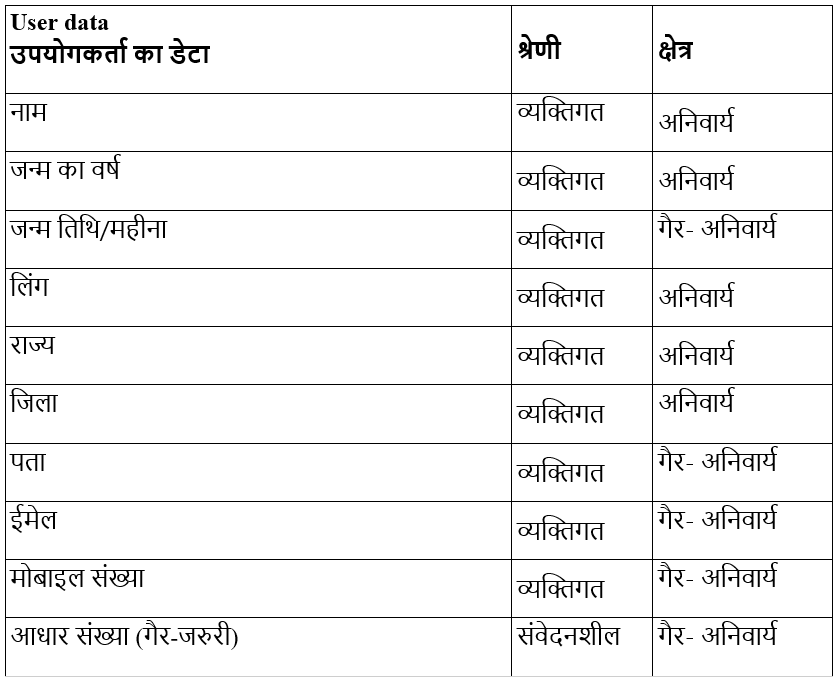 User data
उपयोगकर्ता का डेटा श्रेणी क्षेत्र
नाम व्यक्तिगत अनिवार्य
जन्म का वर्ष व्यक्तिगत अनिवार्य
जन्म तिथि/महीना व्यक्तिगत गैर- अनिवार्य
लिंग व्यक्तिगत अनिवार्य
राज्य व्यक्तिगत अनिवार्य
जिला व्यक्तिगत अनिवार्य
पता व्यक्तिगत गैर- अनिवार्य
ईमेल व्यक्तिगत गैर- अनिवार्य
मोबाइल संख्या व्यक्तिगत गैर- अनिवार्य
आधार संख्या (गैर-जरुरी) संवेदनशील गैर- अनिवार्य